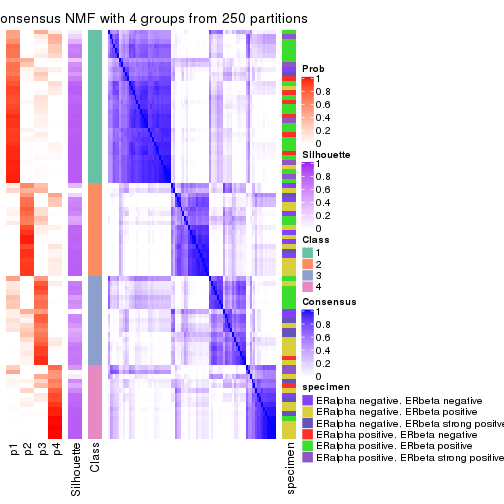 onsensus NMF with 4 groups from 250 partitions
Prob
1
0.8
0.6
0.4
0.2
0
Silhouette
1
0.8
0.6
0.4
0.2
0
Class
1
2
3
4
Consensus
1
0.8
0.6
0.4
0.2
0
specimen
ERalpha negative. ERbeta negative
ERalpha negative. ERbeta positive
ERalpha negative. ERbeta strong positive
ERalpha positive. ERbeta negative
ERalpha positive. ERbeta positive
ERalpha positive. ERbeta strong positive
p1
p2
p3
p4
Silhouette
Class
specimen